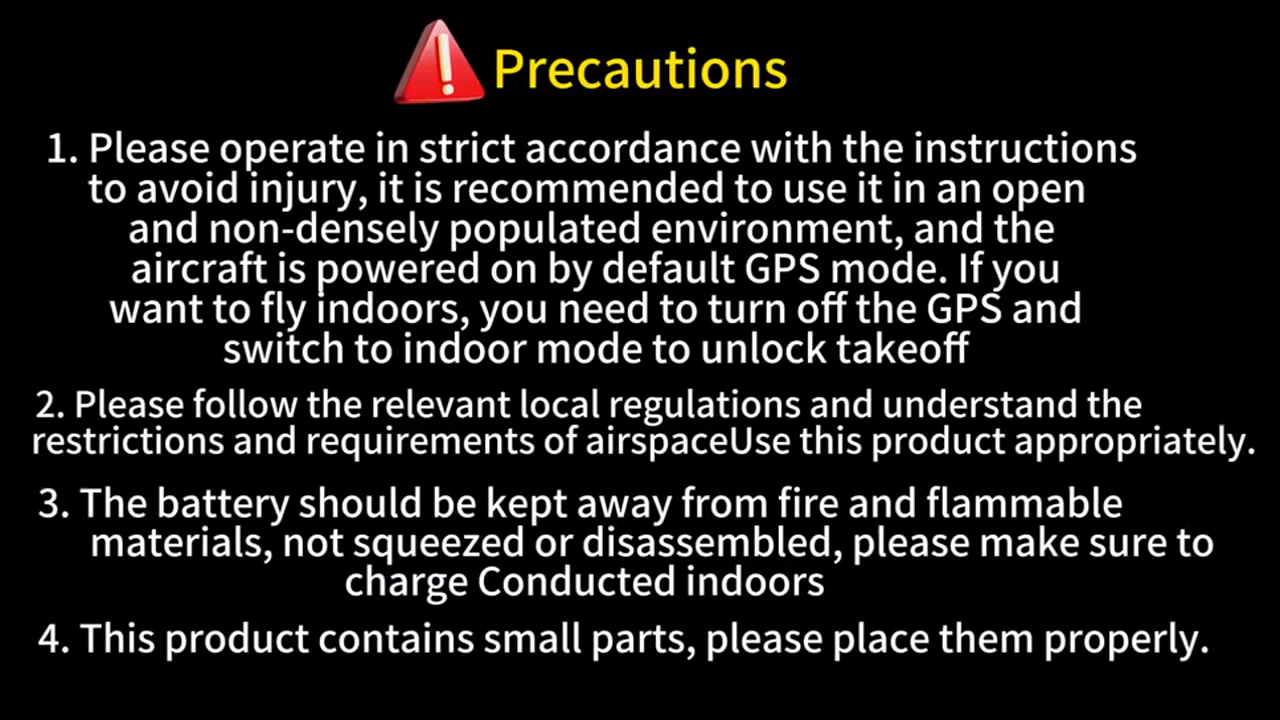 Precautions
1. Please operate in strict accordance with the instructions
to avoid injury, it is recommended to use it in an open
and non-densely populated environment, and the
aircraft is powered on by default GPS mode. If you
want to fly indoors, you need to turn off the GPS and
switch to indoor mode to unlock takeoff
2. Please follow the relevant local regulations and understand the
restrictions and requirements of airspaceUse this product appropriately.
3. The battery should be kept away from fire and flammable
materials, not squeezed or disassembled, please make sure to
charge Conducted indoors
4. This product contains small parts, please place them properly.